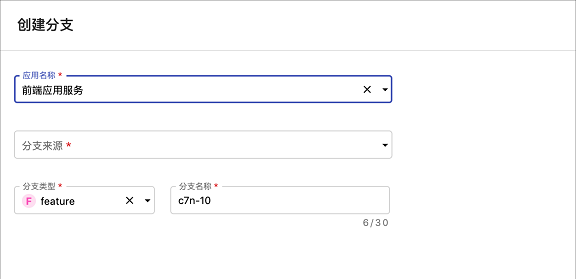 创建分支
应用名称 *
前端应用服务
分支来源 *
分支类型 *
分支名称 *
F feature
c7n-10
6/30